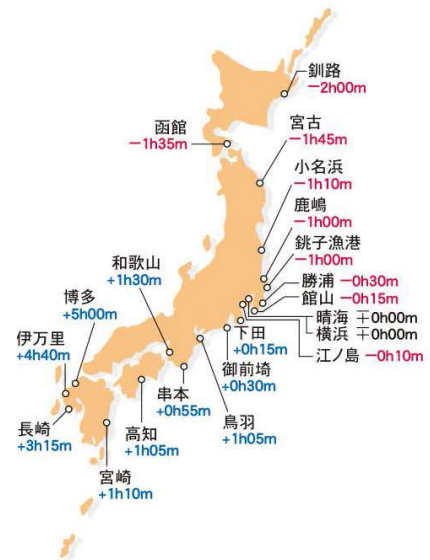 釧路
−2h00m
函館
−1h35m
宮古
−1h45m
小名浜
−1h10m
鹿嶋
−1h00m
銚子漁港
−1h00m
和歌山
+1h30m
勝浦 −0h30m
博多
+5h00m
館山 −0h15m
晴海 ∓0h00m
伊万里
+4h40m
下田
+0h15m
横浜 ∓0h00m
江ノ島 −0h10m
御前埼
+0h30m
串本
+0h55m
鳥羽
+1h05m
長崎
+3h15m
高知
+1h05m
宮崎
+1h10m